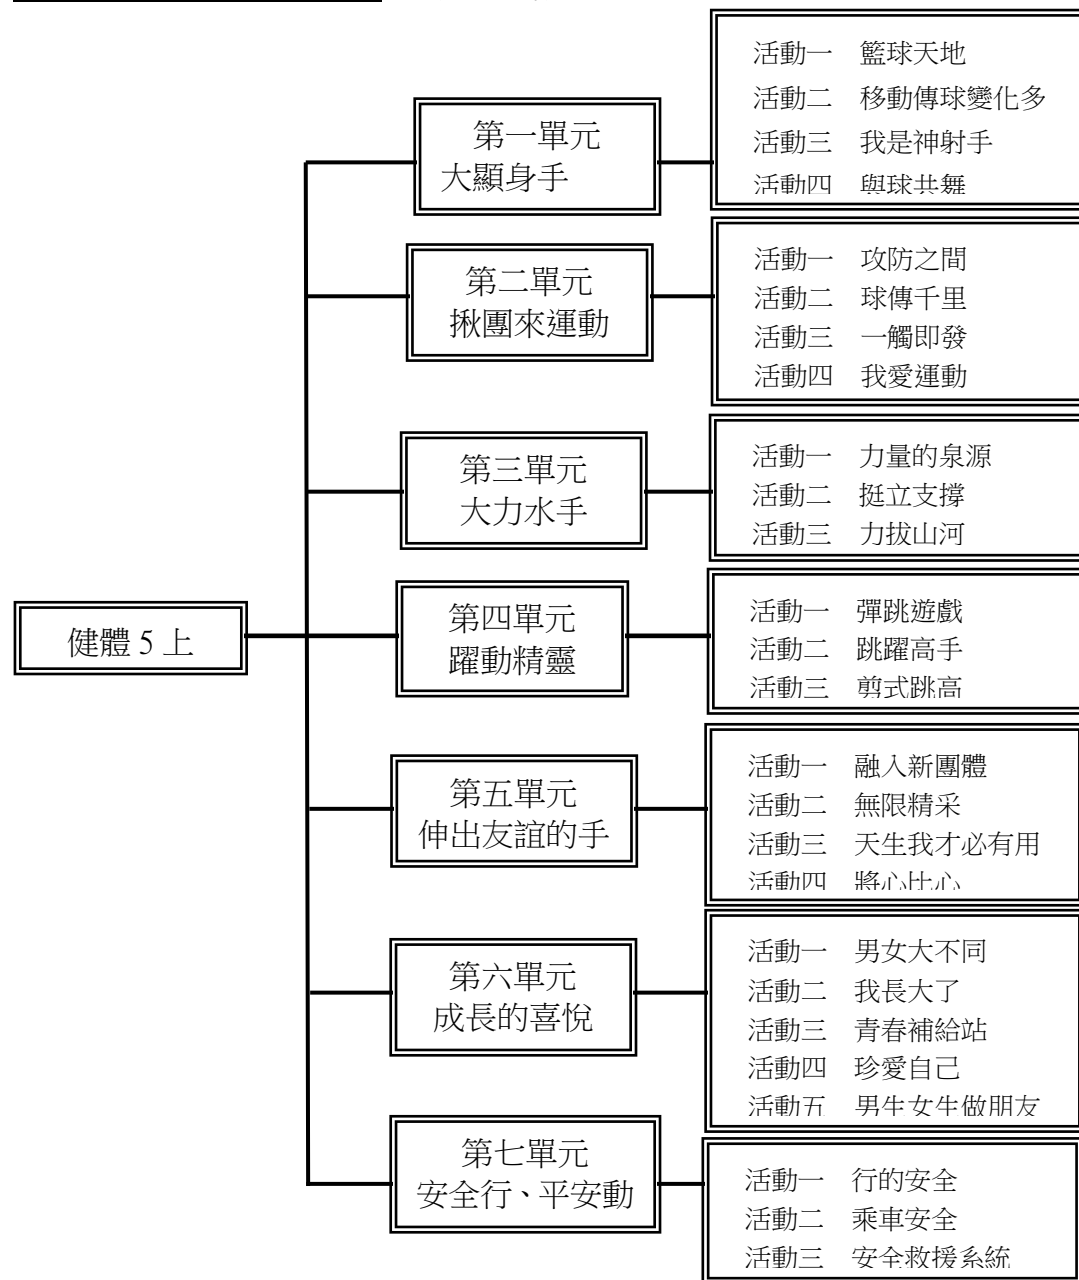 健體 5 上
第一單元
大顯身手
活動一　籃球天地
活動二　移動傳球變化多
活動三　我是神射手
活動四　與球共舞
第二單元
揪團來運動
活動一　攻防之間
活動二　球傳千里
活動三　一觸即發
活動四　我愛運動
第三單元
大力水手
活動一　力量的泉源
活動二　挺立支撐
活動三　力拔山河
第四單元
躍動精靈
活動一　彈跳遊戲
活動二　跳躍高手
活動三　剪式跳高
第五單元
伸出友誼的手
活動一　融入新團體
活動二　無限精采
活動三　天生我才必有用
活動四　將心比心
第六單元
成長的喜悅
活動一　男女大不同
活動二　我長大了
活動三　青春補給站
活動四　珍愛自己
活動五　男生女生做朋友
第七單元
安全行、平安動
活動一　行的安全
活動二　乘車安全
活動三　安全救援系統